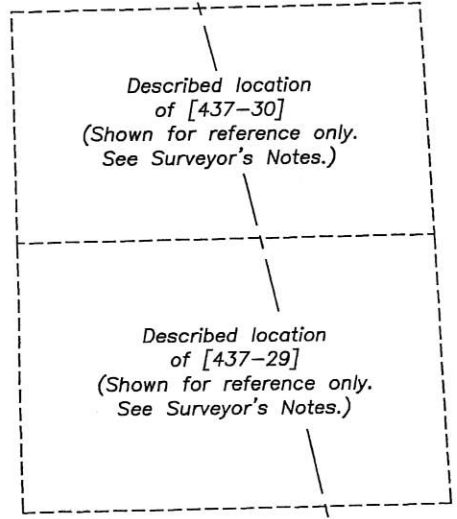 Described location
of [437-30]
(Shown for reference only.
See Surveyor's Notes.)
Described location
of [437-29]
(Shown for reference only.
See Surveyor's Notes.)